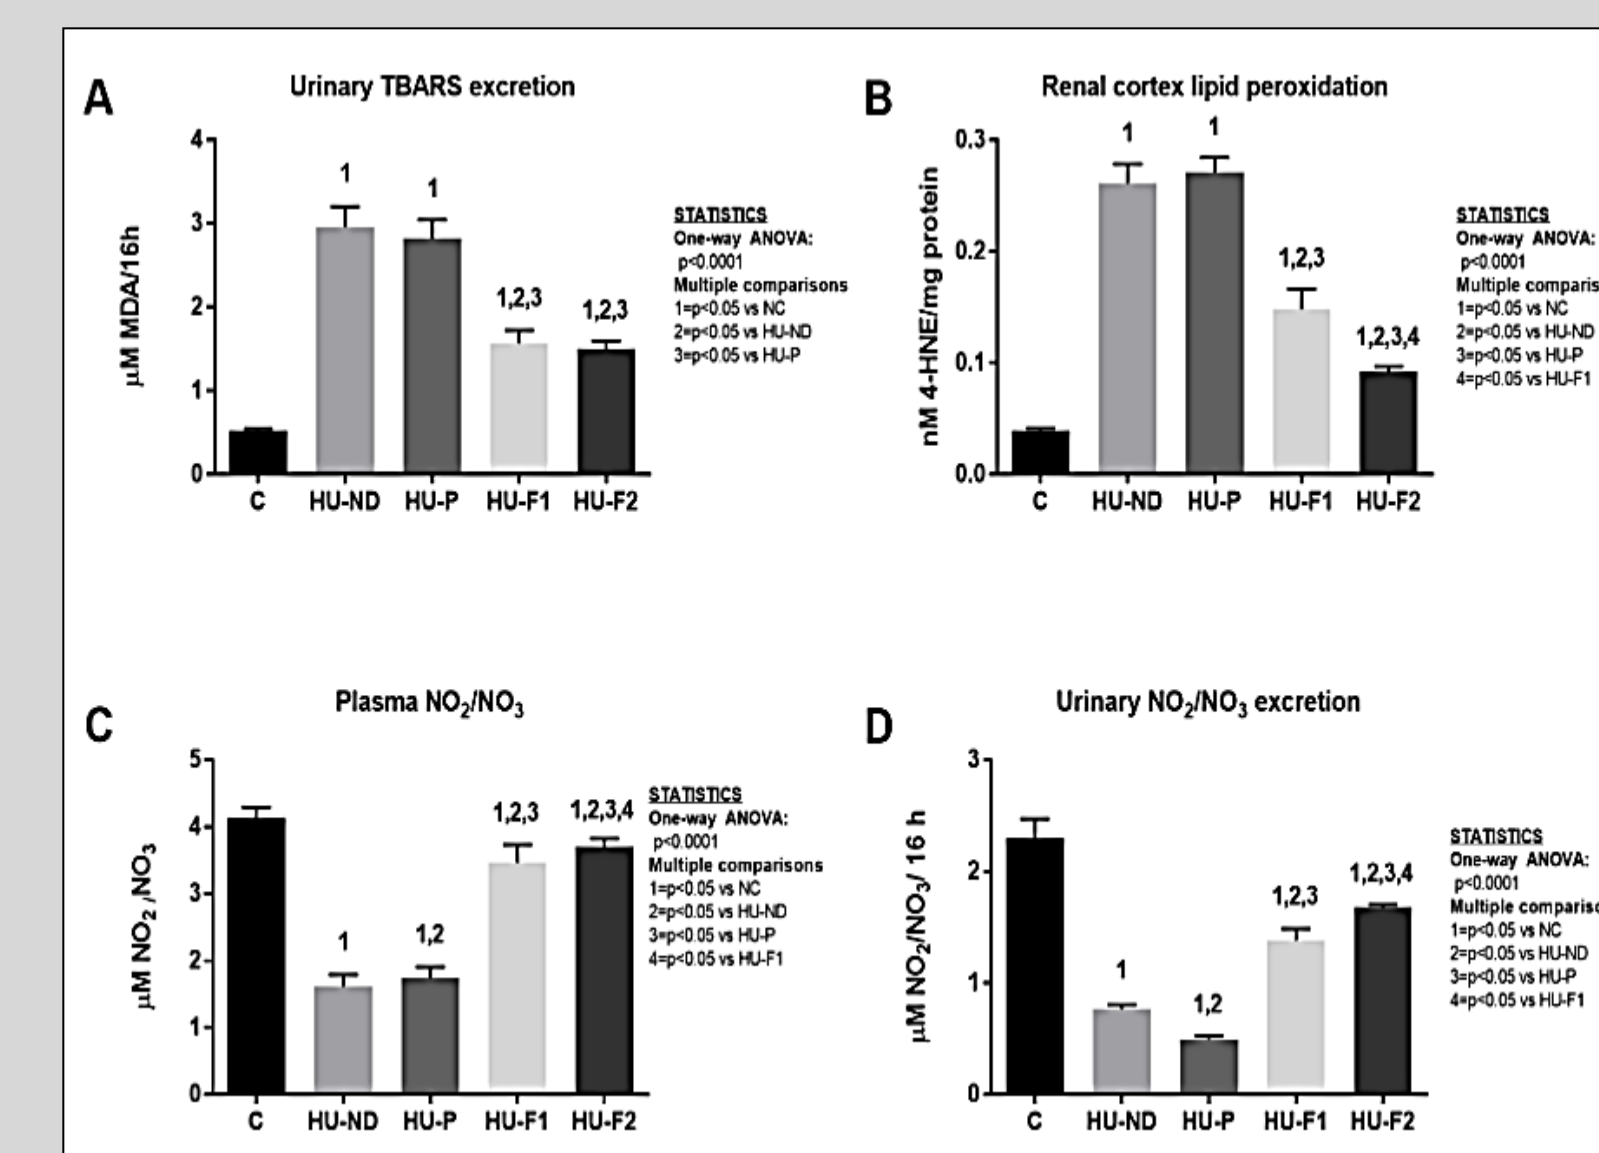 A
Urinary TBARS excretion
µM MDA/16h
4
3
2
1
0
1
1
1,2,3
1,2,3
C HU-ND HU-P HU-F1 HU-F2
STATISTICS
One-way ANOVA:
p<0.0001
Multiple comparisons
1=p<0.05 vs NC
2=p<0.05 vs HU-ND
3=p<0.05 vs HU-P
B
Renal cortex lipid peroxidation
nM 4-HNE/mg protein
0.3
0.2
0.1
0.0
1
1
1,2,3
1,2,3,4
C HU-ND HU-P HU-F1 HU-F2
STATISTICS
One-way ANOVA:
p<0.0001
Multiple comparis
1=p<0.05 vs NC
2=p<0.05 vs HU-ND
3=p<0.05 vs HU-P
4=p<0.05 vs HU-F1
C
Plasma NO2/NO3
µM NO2 /NO3
5
4
3
2
1
0
1
1,2
1,2,3
1,2,3,4
C HU-ND HU-P HU-F1 HU-F2
STATISTICS
One-way ANOVA:
p<0.0001
Multiple comparisons
1=p<0.05 vs NC
2=p<0.05 vs HU-ND
3=p<0.05 vs HU-P
4=p<0.05 vs HU-F1
D
Urinary NO2/NO3 excretion
µM NO2/NO3/ 16 h
3
2
1
0
1
1,2
1,2,3
1,2,3,4
C HU-ND HU-P HU-F1 HU-F2
STATISTICS
One-way ANOVA:
p<0.0001
Multiple compariso
1=p<0.05 vs NC
2=p<0.05 vs HU-ND
3=p<0.05 vs HU-P
4=p<0.05 vs HU-F1